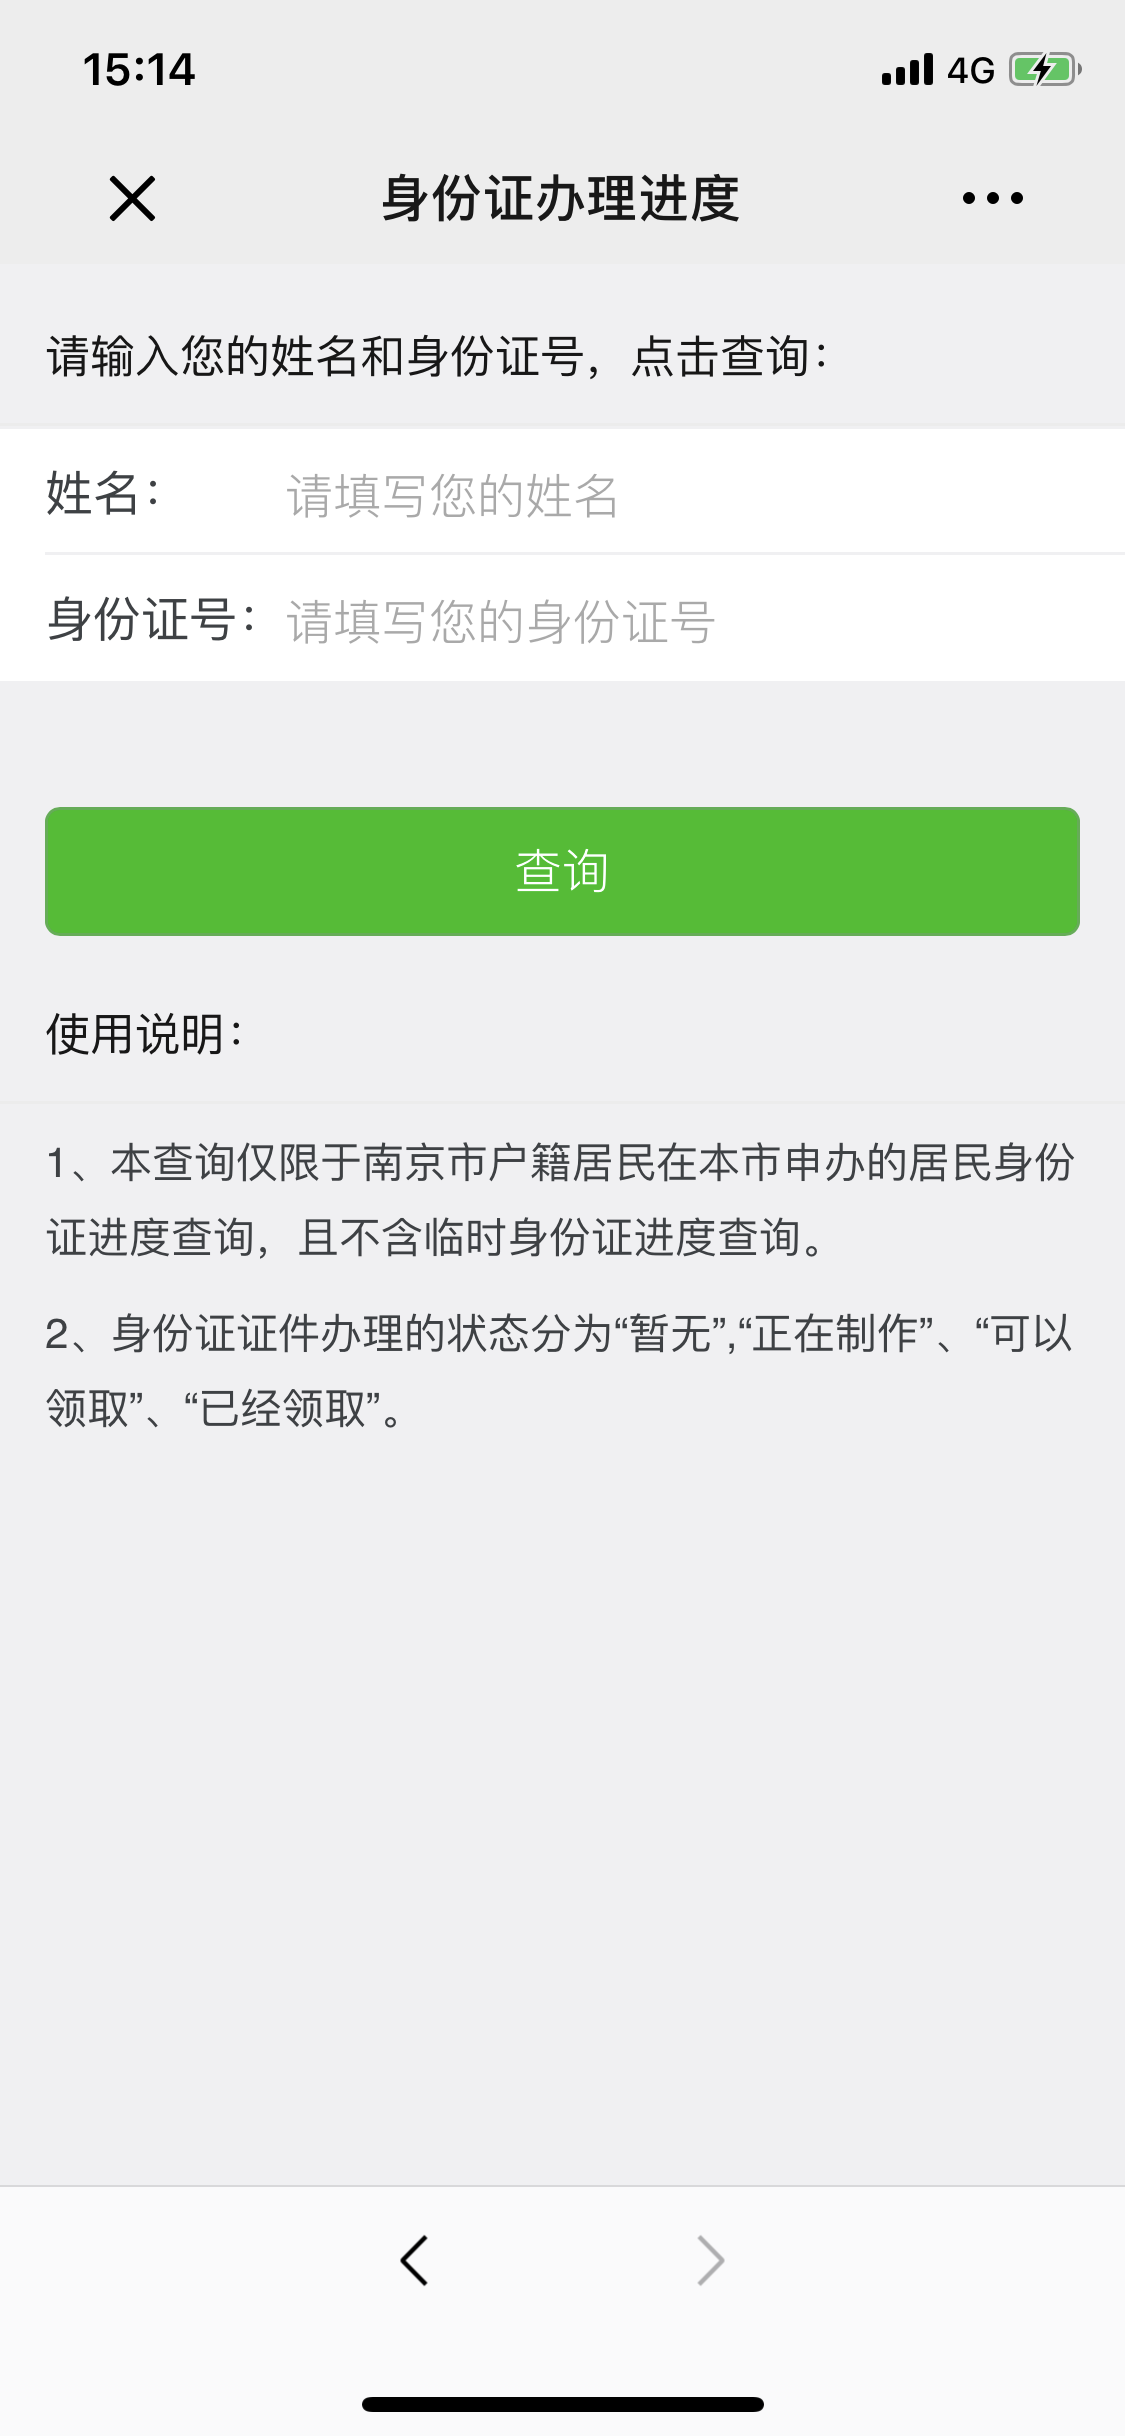 15:14
4G
身份证办理进度
请输入您的姓名和身份证号，点击查询：
姓名： 请填写您的姓名
身份证号： 请填写您的身份证号
查询
使用说明：
1、本查询仅限于南京市户籍居民在本市申办的居民身份
证进度查询，且不含临时身份证进度查询。
2、身份证证件办理的状态分为“暂无”,“正在制作”、“可以
领取”、“已经领取”。